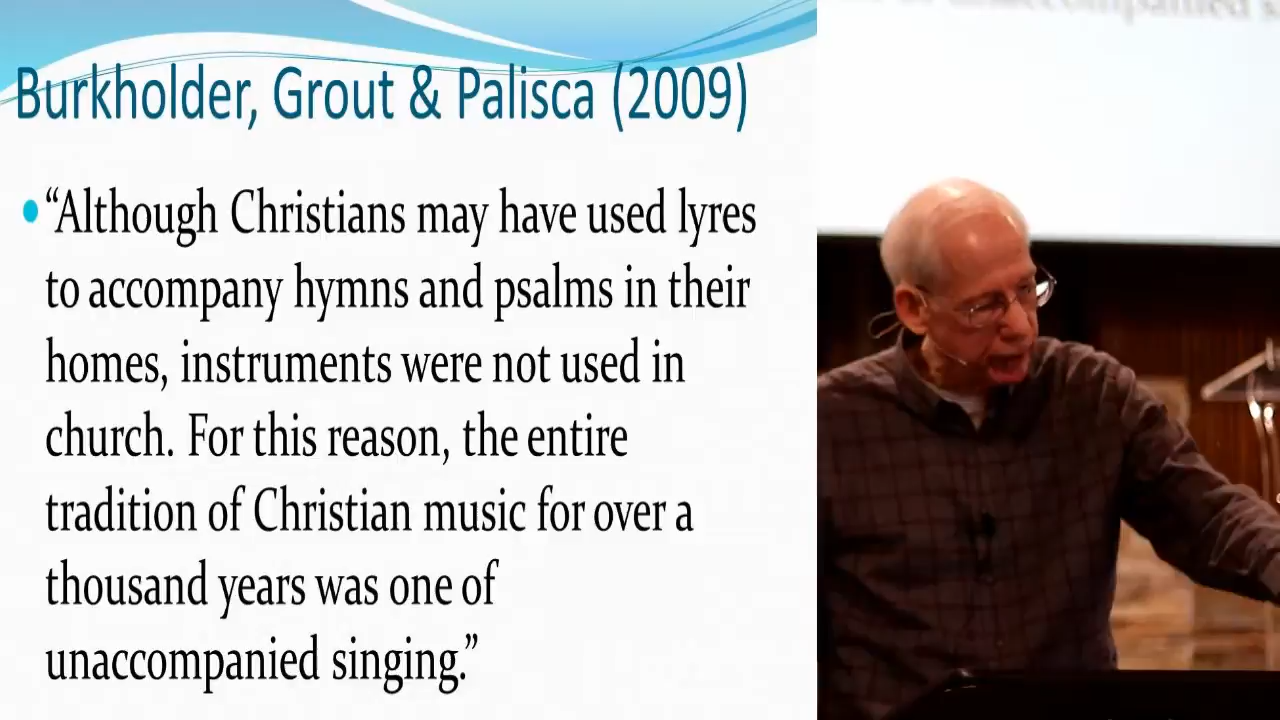 Burkholder, Grout & Palisca (2009)
•“Although Christians may have used lyres
to accompany hymns and psalms in their
homes, instruments were not used in
church. For this reason, the entire
tradition of Christian music for over a
thousand years was one of
unaccompanied singing.”
unaccompanied s